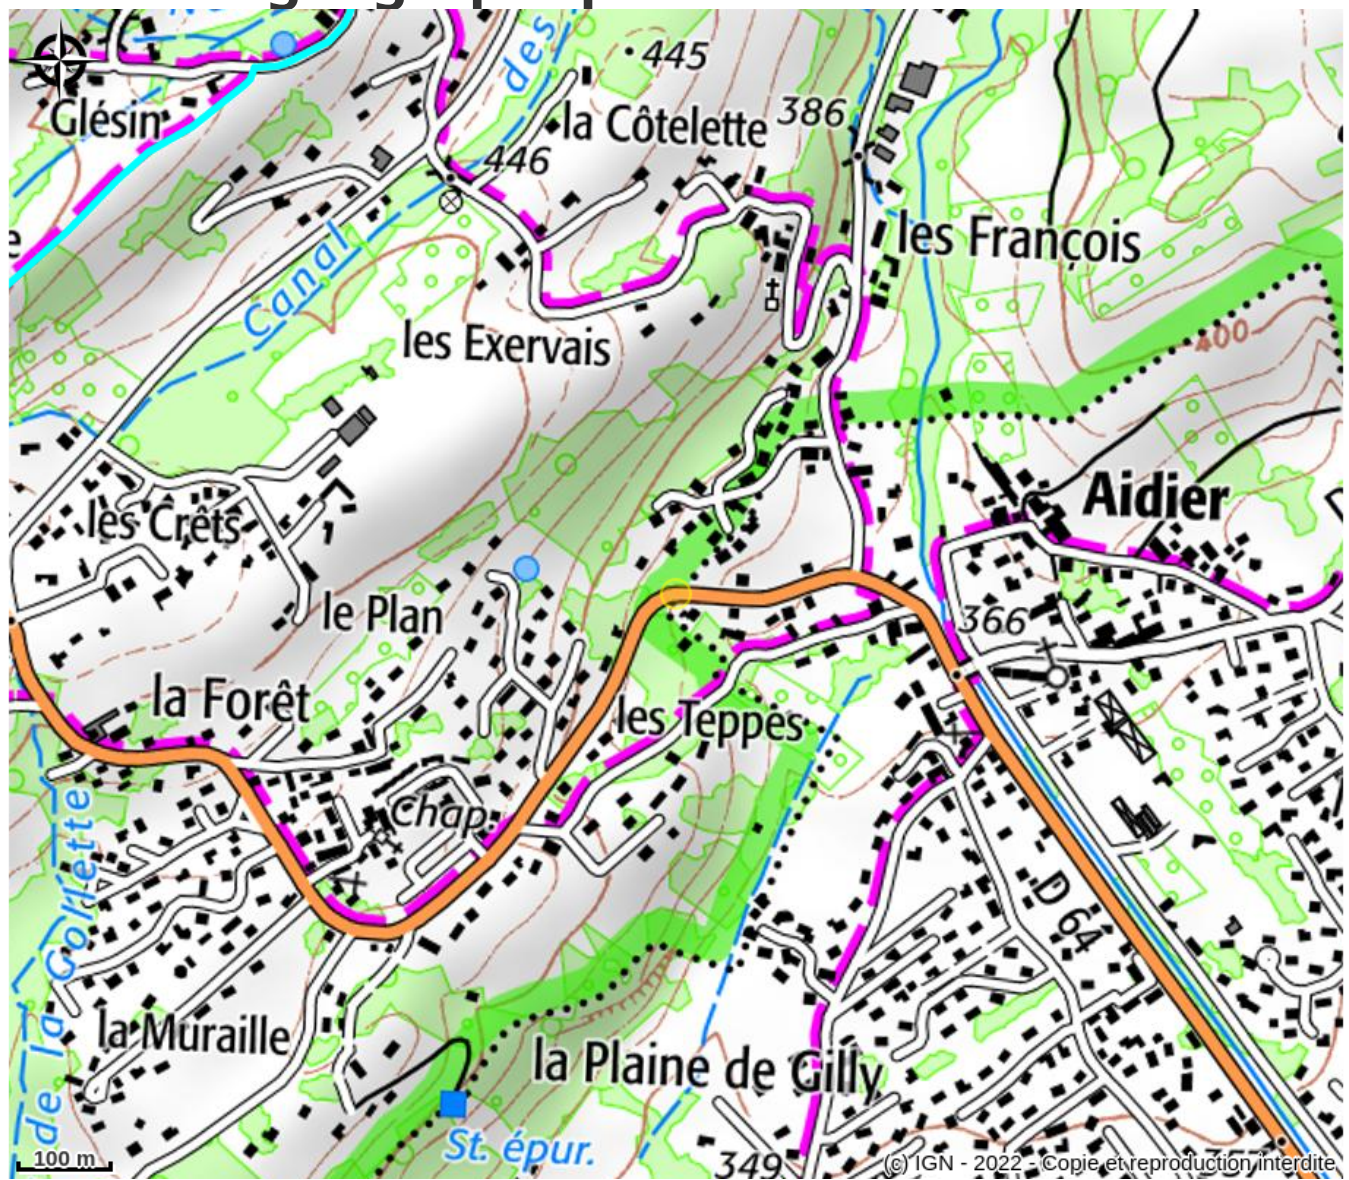 des
445
Glésin
la Côtelette
386
446
les François
Canal
les Exervais
400
Aidier
les Crêts
le Plan
366
la Forêt
les Teppes
Chap.
D 64
de la Gorlette
la Muraille
la Plaine de Gilly
St. épur.
100 m
349
(c) IGN - 2022 - Copie et reproduction interdite